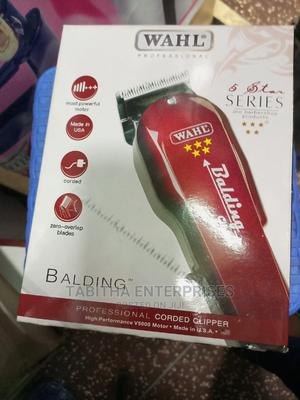 WAHL
PROFESSIONAL
5 Star
SERIES
most powerful
motor
Made in
USA
corded
zero-overlap
blades
WAHL
Balding
BALDING™
TABITHA ENTERPRISES
PROFESSIONAL CORDED CLIPPER
High Performance V5000 Motor • Made in U.S.A. •